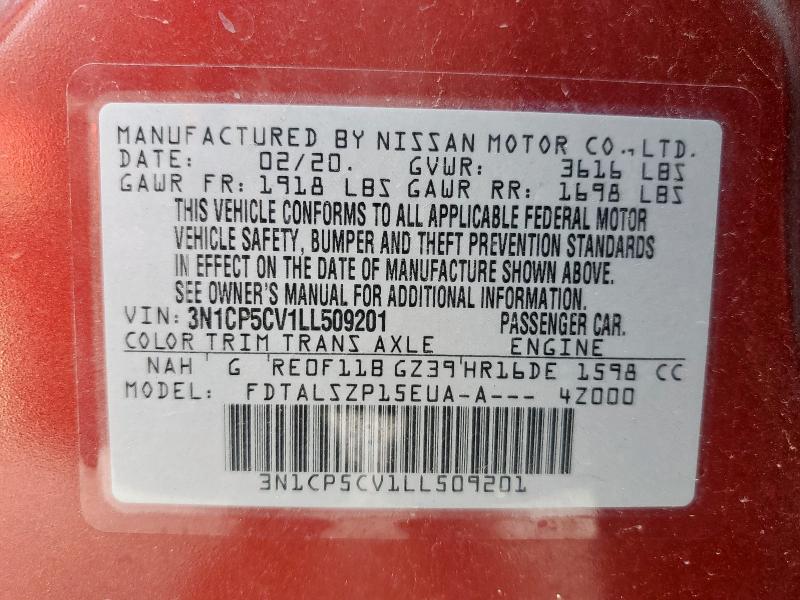 MANUFACTURED BY NISSAN MOTOR CO., LTD.
DATE: 02/20. GVWR: 3616 LBS
GAWR FR: 1918 LBS GAWR RR: 1698 LBS
THIS VEHICLE CONFORMS TO ALL APPLICABLE FEDERAL MOTOR
VEHICLE SAFETY, BUMPER AND THEFT PREVENTION STANDARDS
IN EFFECT ON THE DATE OF MANUFACTURE SHOWN ABOVE.
SEE OWNER'S MANUAL FOR ADDITIONAL INFORMATION.
VIN: 3N1CP5CV1LL509201 PASSENGER CAR.
COLOR TRIM TRANS AXLE ENGINE
NAH G RE0F11B GZ39 HR16DE 1598 CC
MODEL: FDTALSZP15EUA-A--- 4Z000
3N1CP5CV1LL509201